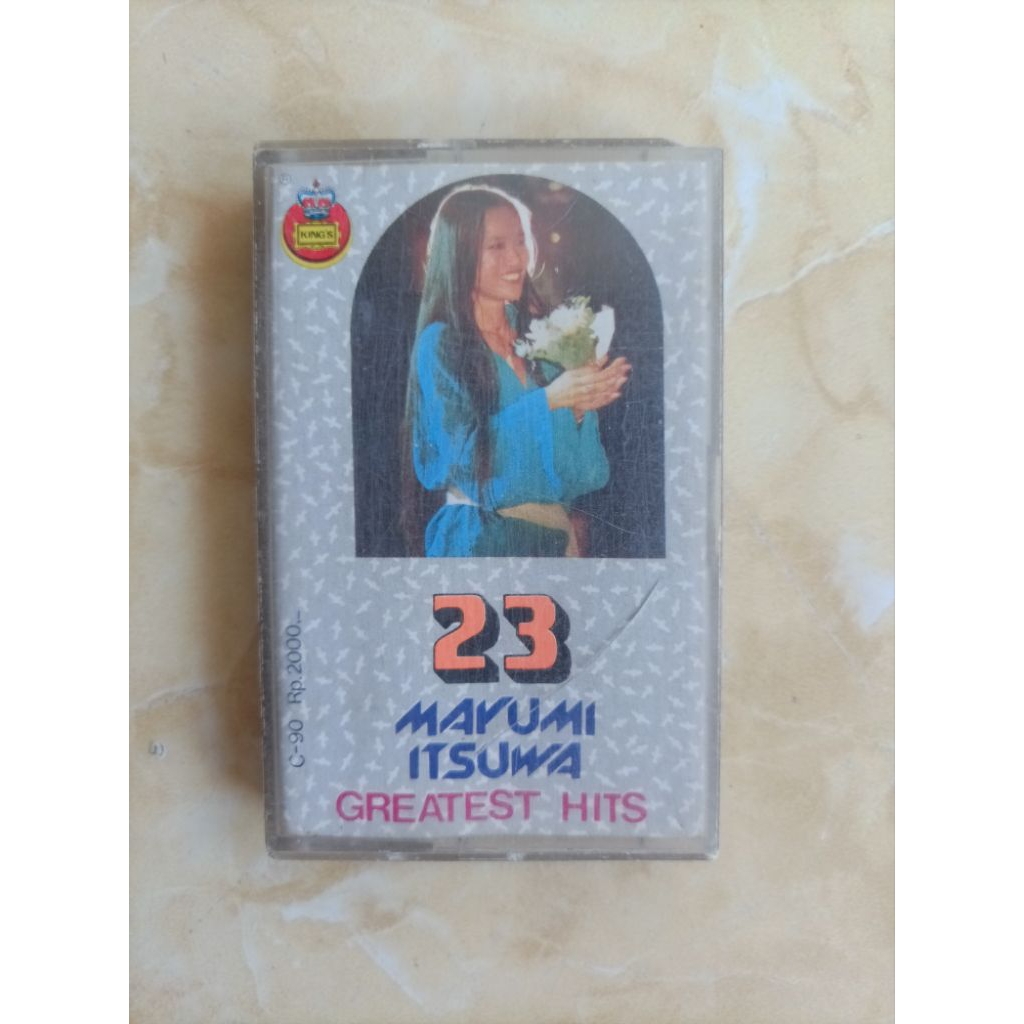 ®
KING'S
C-90 Rp.2000._
23
MAYUMI
ITSUWA
GREATEST HITS